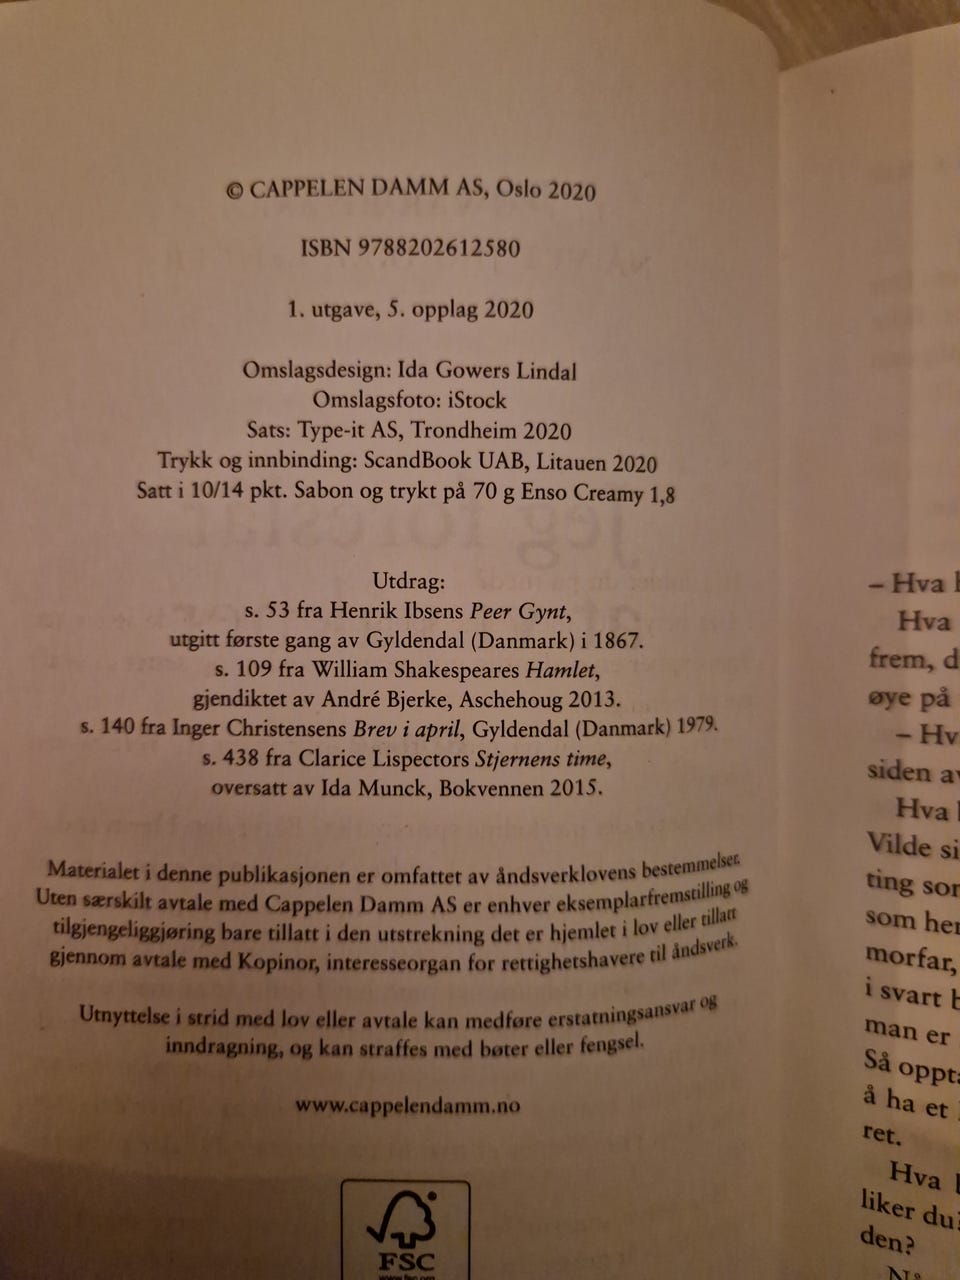 © CAPPELEN DAMM AS, Oslo 2020
ISBN 9788202612580
1. utgave, 5. opplag 2020
Omslagsdesign: Ida Gowers Lindal
Omslagsfoto: iStock
Sats: Type-it AS, Trondheim 2020
Trykk og innbinding: ScandBook UAB, Litauen 2020
Satt i 10/14 pkt. Sabon og trykt på 70 g Enso Creamy 1,8
Utdrag:
s. 53 fra Henrik Ibsens Peer Gynt,
utgitt første gang av Gyldendal (Danmark) i 1867.
s. 109 fra William Shakespeares Hamlet,
gjendiktet av André Bjerke, Aschehoug 2013.
s. 140 fra Inger Christensens Brev i april, Gyldendal (Danmark) 1979.
s. 438 fra Clarice Lispectors Stjernens time,
oversatt av Ida Munck, Bokvennen 2015.
Materialet i denne publikasjonen er omfattet av åndsverklovens bestemmelser.
Uten særskilt avtale med Cappelen Damm AS er enhver eksemplarfremstilling og
tilgjengeliggjøring bare tillatt i den utstrekning det er hjemlet i lov eller tillatt
gjennom avtale med Kopinor, interesseorgan for rettighetshavere til åndsverk.
Utnyttelse i strid med lov eller avtale kan medføre erstatningsansvar og
inndragning, og kan straffes med bøter eller fengsel.
www.cappelendamm.no
FSC
www.fsc.org
– Hva
Hva
frem, d
øye på
– Hv
siden av
Hva
Vilde si
ting som
som her
morfar,
i svart b
man er
Så oppta
å ha et
ret.
Hva
liker du?
den?